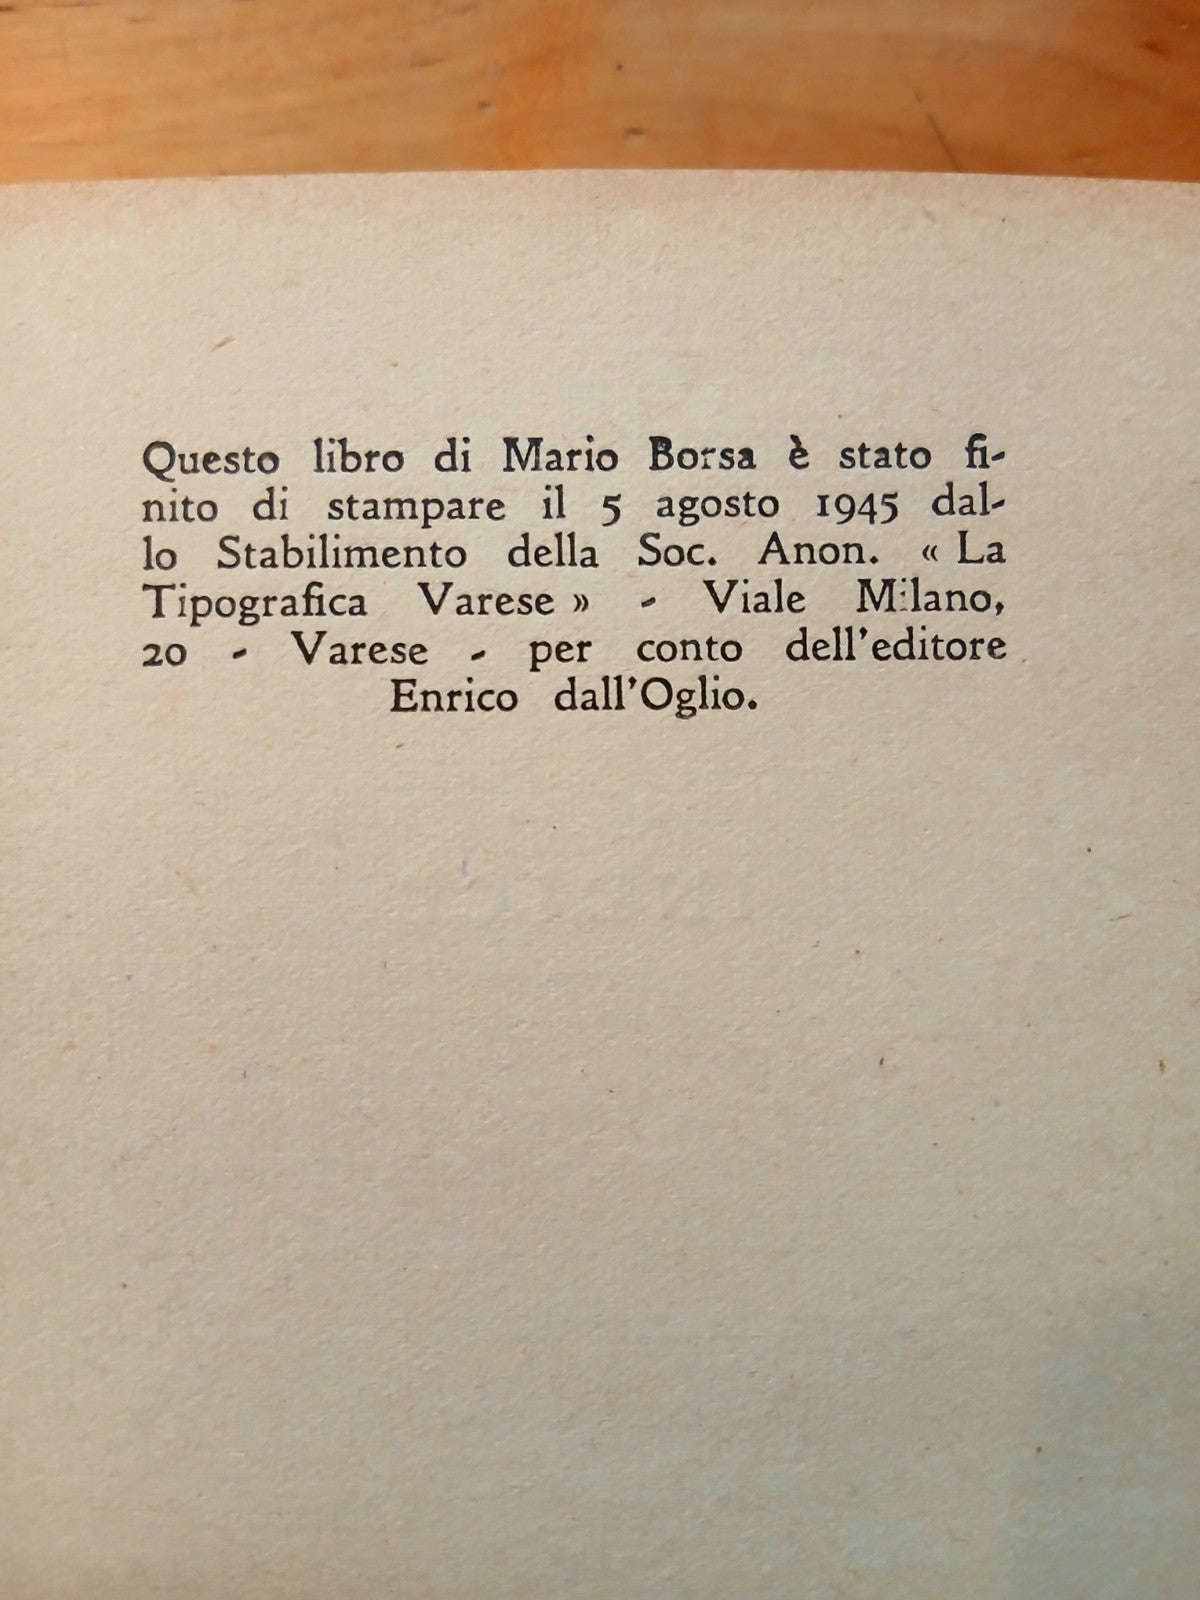 Questo libro di Mario Borsa è stato fi-
nito di stampare il 5 agosto 1945 dal-
lo Stabilimento della Soc. Anon. « La
Tipografica Varese » - Viale Milano,
20 - Varese - per conto dell'editore
Enrico dall'Oglio.